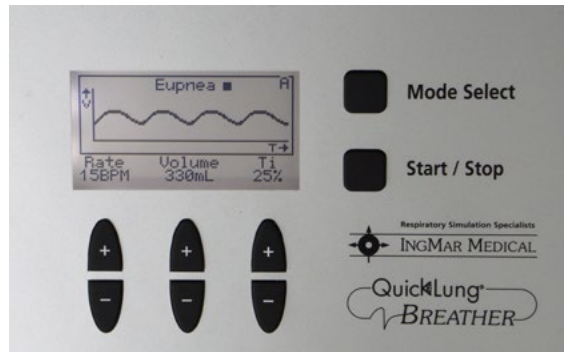 Eupnea ■ A
V
T→
Rate Volume Ti
15BPM 330mL 25%
Mode Select
Start / Stop
+ + +
− − −
Respiratory Simulation Specialists
INGMAR MEDICAL
QuickLung®
BREATHER